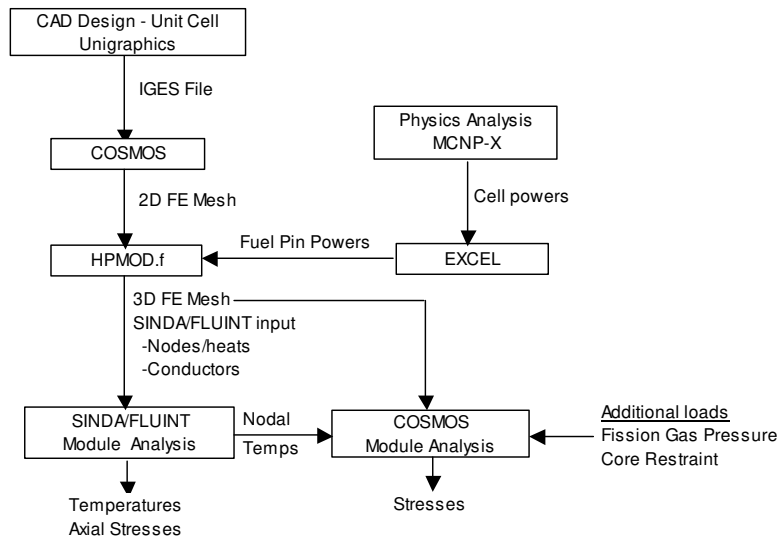 CAD Design - Unit Cell
Unigraphics
IGES File
Physics Analysis
MCNP-X
COSMOS
2D FE Mesh
Cell powers
Fuel Pin Powers
HPMOD.f
EXCEL
3D FE Mesh
SINDA/FLUINT input
-Nodes/heats
-Conductors
SINDA/FLUINT
Module Analysis
Nodal
Temps
COSMOS
Module Analysis
Additional loads
Fission Gas Pressure
Core Restraint
Temperatures
Axial Stresses
Stresses